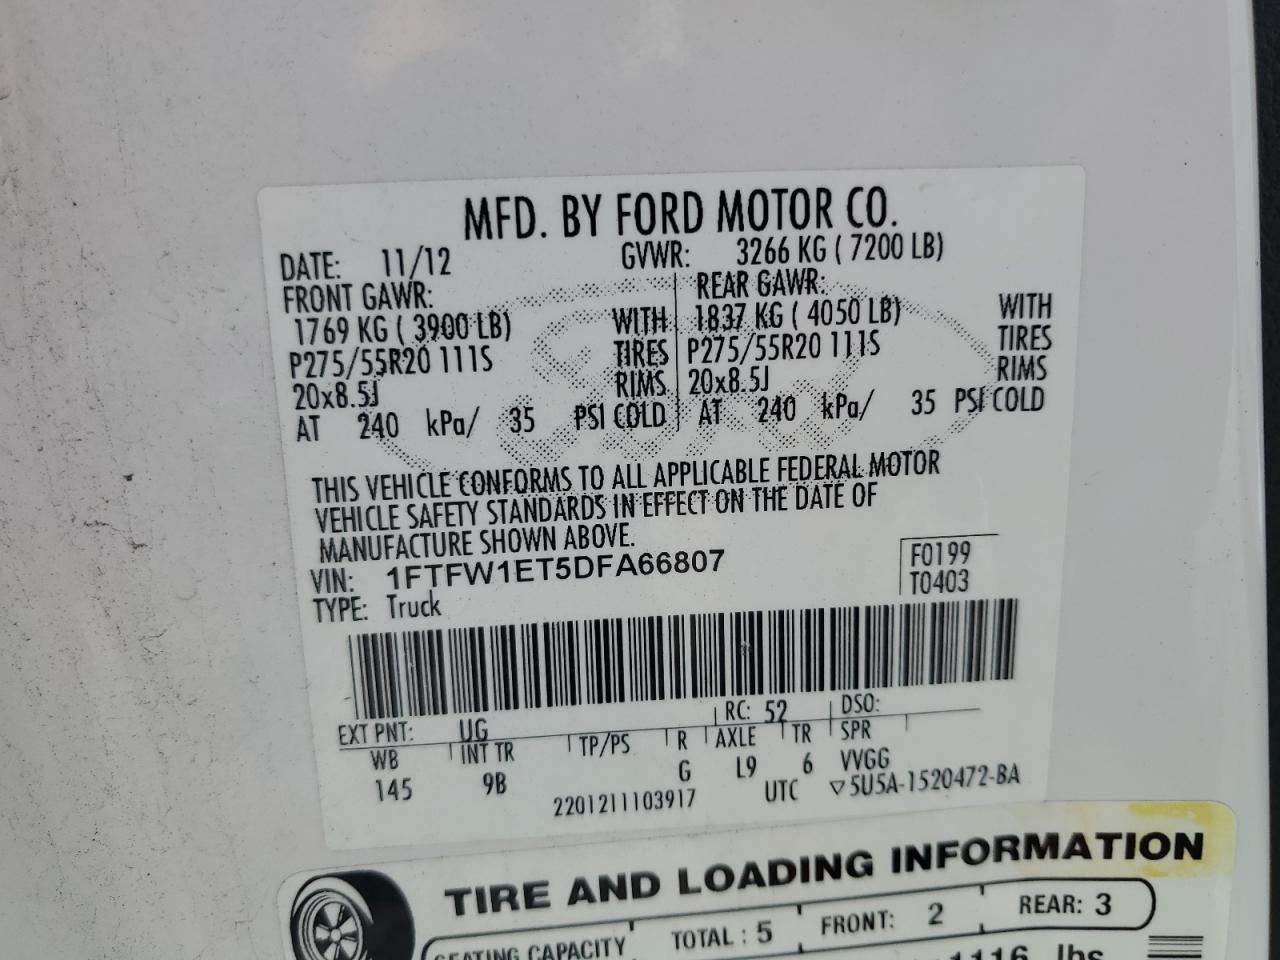 MFD. BY FORD MOTOR CO.
DATE: 11/12 GVWR: 3266 KG ( 7200 LB)
FRONT GAWR: REAR GAWR:
1769 KG ( 3900 LB) WITH 1837 KG ( 4050 LB) WITH
P275/55R20 111S TIRES P275/55R20 111S TIRES
20x8.5J RIMS 20x8.5J RIMS
AT 240 kPa/ 35 PSI COLD AT 240 kPa/ 35 PSI COLD
THIS VEHICLE CONFORMS TO ALL APPLICABLE FEDERAL MOTOR
VEHICLE SAFETY STANDARDS IN EFFECT ON THE DATE OF
MANUFACTURE SHOWN ABOVE.
VIN: 1FTFW1ET5DFA66807 F0199
TYPE: Truck T0403
EXT PNT: UG RC: 52 DSO:
WB INT TR TP/PS R AXLE TR SPR
145 9B G L9 6 VVGG
2201211103917 UTC ▽5U5A-1520472-BA
TIRE AND LOADING INFORMATION
SEATING CAPACITY TOTAL : 5 FRONT: 2 REAR: 3
1116 lbs